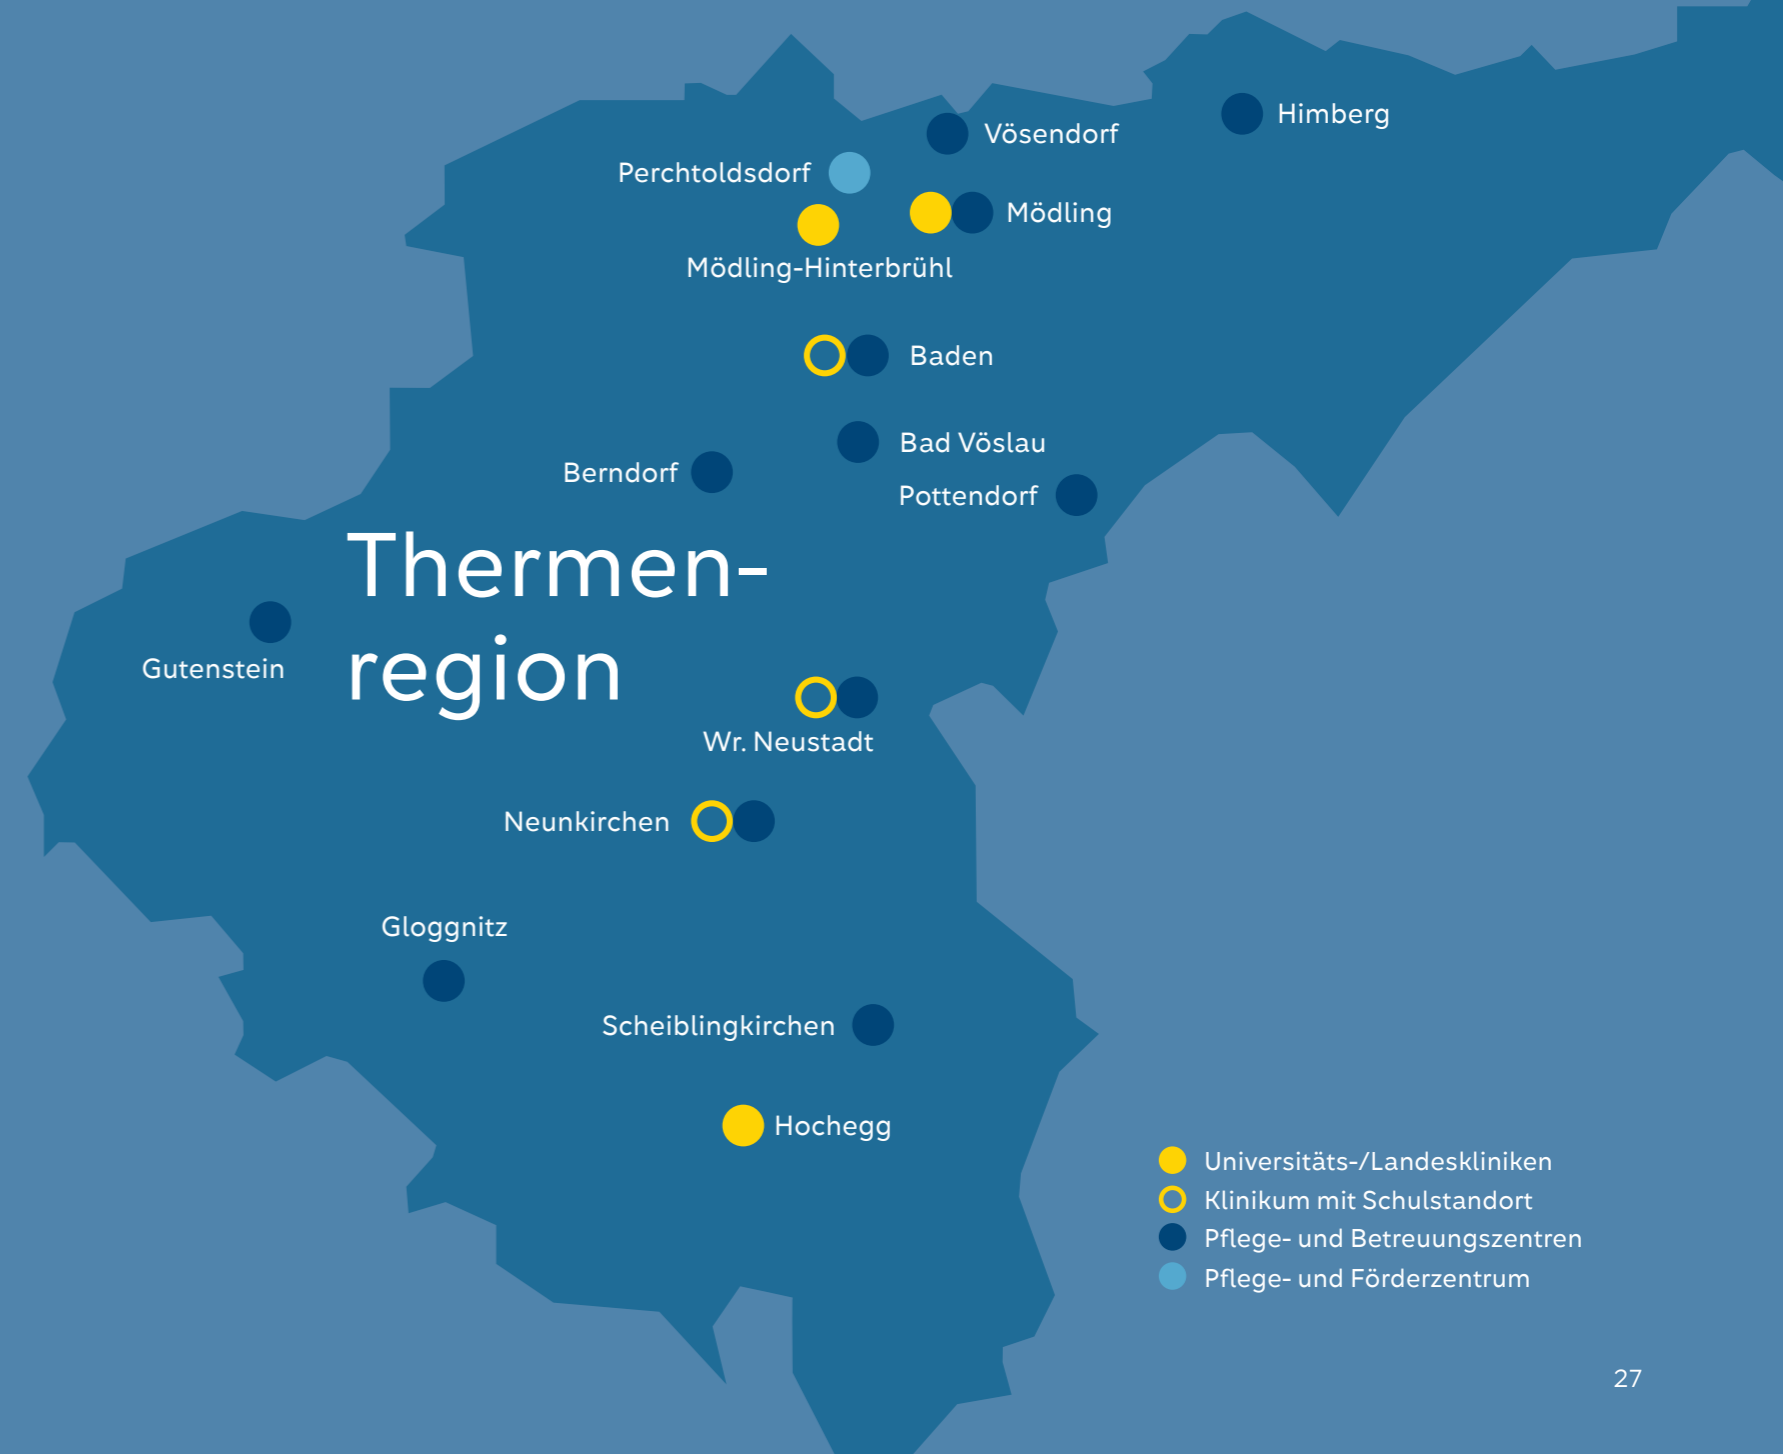 Himberg
Vösendorf
Perchtoldsdorf
Mödling
Mödling-Hinterbrühl
Baden
Bad Vöslau
Berndorf
Pottendorf
Thermen-
region
Gutenstein
Wr. Neustadt
Neunkirchen
Gloggnitz
Scheiblingkirchen
Hochegg
Universitäts-/Landeskliniken
Klinikum mit Schulstandort
Pflege- und Betreuungszentren
Pflege- und Förderzentrum
27